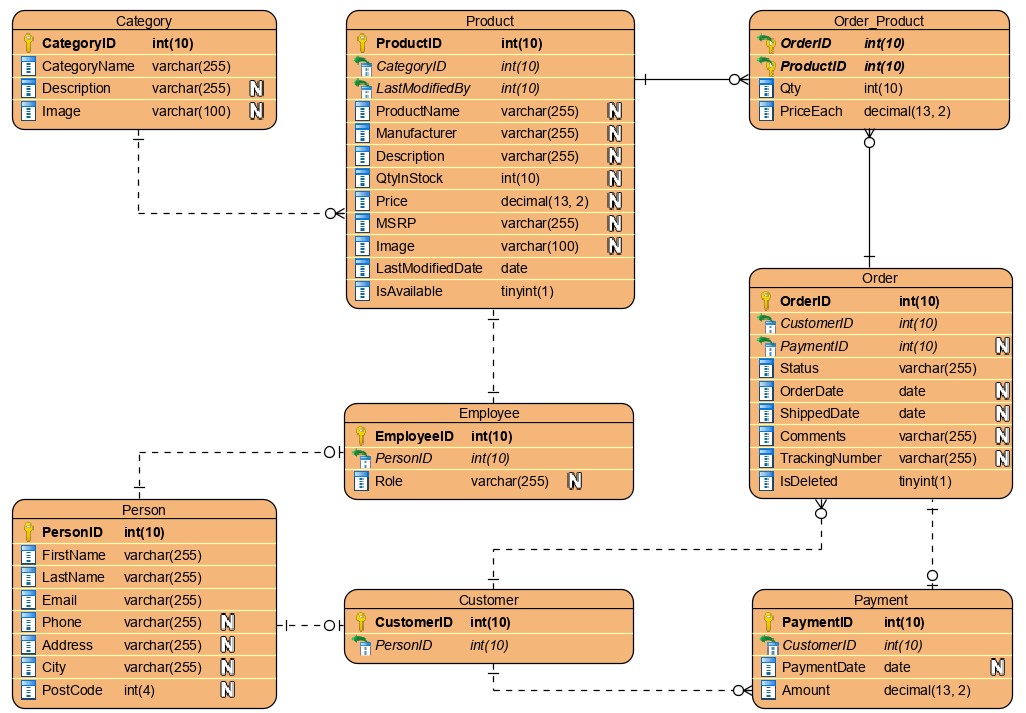 Category
CategoryID int(10)
CategoryName varchar(255)
Description varchar(255) N
Image varchar(100) N
Product
ProductID int(10)
CategoryID int(10)
LastModifiedBy int(10)
ProductName varchar(255) N
Manufacturer varchar(255) N
Description varchar(255) N
QtyInStock int(10) N
Price decimal(13, 2) N
MSRP varchar(255) N
Image varchar(100) N
LastModifiedDate date
IsAvailable tinyint(1)
Order_Product
OrderID int(10)
ProductID int(10)
Qty int(10)
PriceEach decimal(13, 2)
Order
OrderID int(10)
CustomerID int(10)
PaymentID int(10) N
Status varchar(255)
OrderDate date N
ShippedDate date N
Comments varchar(255) N
TrackingNumber varchar(255) N
IsDeleted tinyint(1)
Employee
EmployeeID int(10)
PersonID int(10)
Role varchar(255) N
Person
PersonID int(10)
FirstName varchar(255)
LastName varchar(255)
Email varchar(255)
Phone varchar(255) N
Address varchar(255) N
City varchar(255) N
PostCode int(4) N
Customer
CustomerID int(10)
PersonID int(10)
Payment
PaymentID int(10)
CustomerID int(10)
PaymentDate date N
Amount decimal(13, 2)